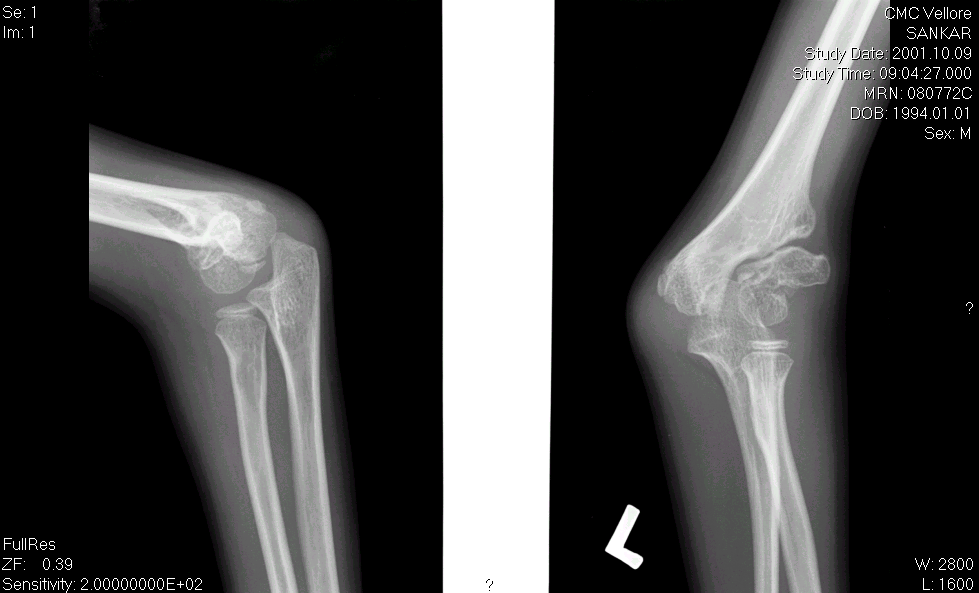 Se: 1
Im: 1
CMC Vellore
SANKAR
Study Date: 2001.10.09
Study Time: 09:04:27.000
MRN: 080772C
DOB: 1994.01.01
Sex: M
?
L
FullRes
ZF: 0.39
Sensitivity: 2.00000000E+02
?
W: 2800
L: 1600